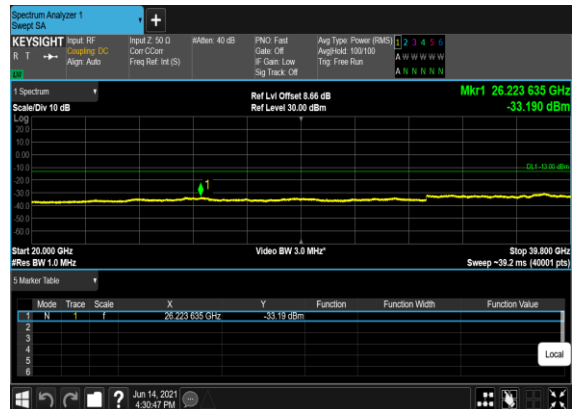 Spectrum Analyzer 1
Swept SA
+
KEYSIGHT Input: RF Input Z: 50 Ω #Atten: 40 dB PNO: Fast Avg Type: Power (RMS) 1 2 3 4 5 6
R T Coupling: DC Corr CCorr Gate: Off Avg|Hold: 100/100 A W W W W W
Align: Auto Freq Ref: Int (S) IF Gain: Low Trig: Free Run
LW Sig Track: Off A N N N N N
1 Spectrum Ref Lvl Offset 8.66 dB Mkr1 26.223 635 GHz
Scale/Div 10 dB Ref Level 30.00 dBm -33.190 dBm
Log
20.0
10.0
0.00
-10.0 DL1 -13.00 dBm
-20.0
-30.0 1
-40.0
-50.0
-60.0
Start 20.000 GHz Video BW 3.0 MHz* Stop 39.800 GHz
#Res BW 1.0 MHz Sweep ~39.2 ms (40001 pts)
5 Marker Table
Mode Trace Scale X Y Function Function Width Function Value
1 N 1 f 26.223 635 GHz -33.19 dBm
2
3
4
5
6
Local
? Jun 14, 2021
4:30:47 PM